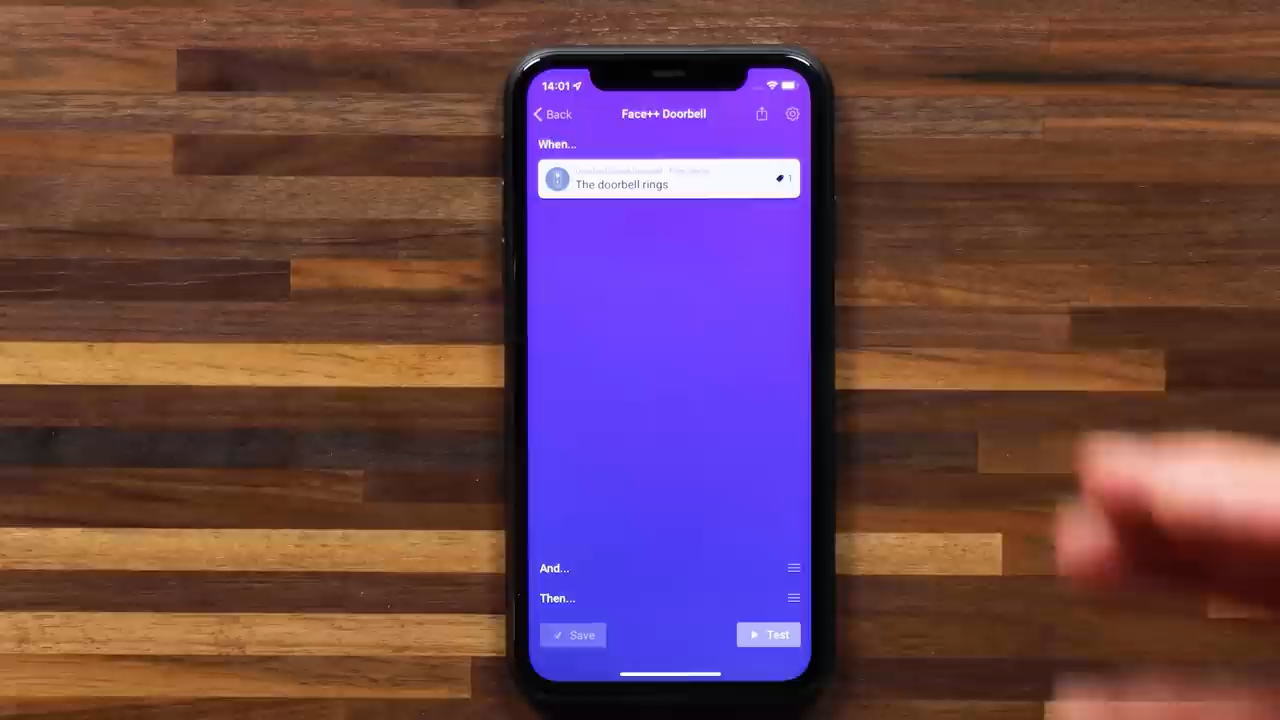 14:01
Back
Face++ Doorbell
When...
The doorbell rings
1
And...
Then...
Save
Test